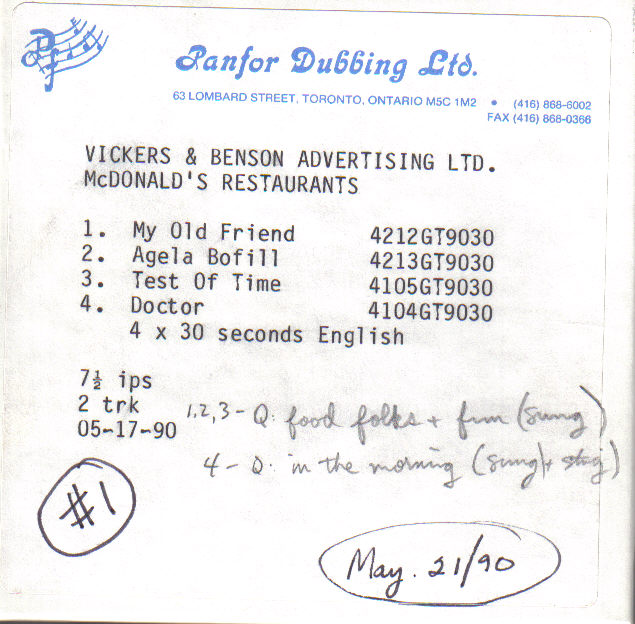 Panfor Dubbing Ltd.
63 LOMBARD STREET, TORONTO, ONTARIO M5C 1M2 • (416) 868-6002
FAX (416) 868-0366
VICKERS & BENSON ADVERTISING LTD.
McDONALD'S RESTAURANTS
1. My Old Friend 4212GT9030
2. Agela Bofill 4213GT9030
3. Test Of Time 4105GT9030
4. Doctor 4104GT9030
4 x 30 seconds English
7½ ips
2 trk
05-17-90
1,2,3 - Q: food folks + fun (sung)
4 - Q: in the morning (sung)
#1
May. 21/90